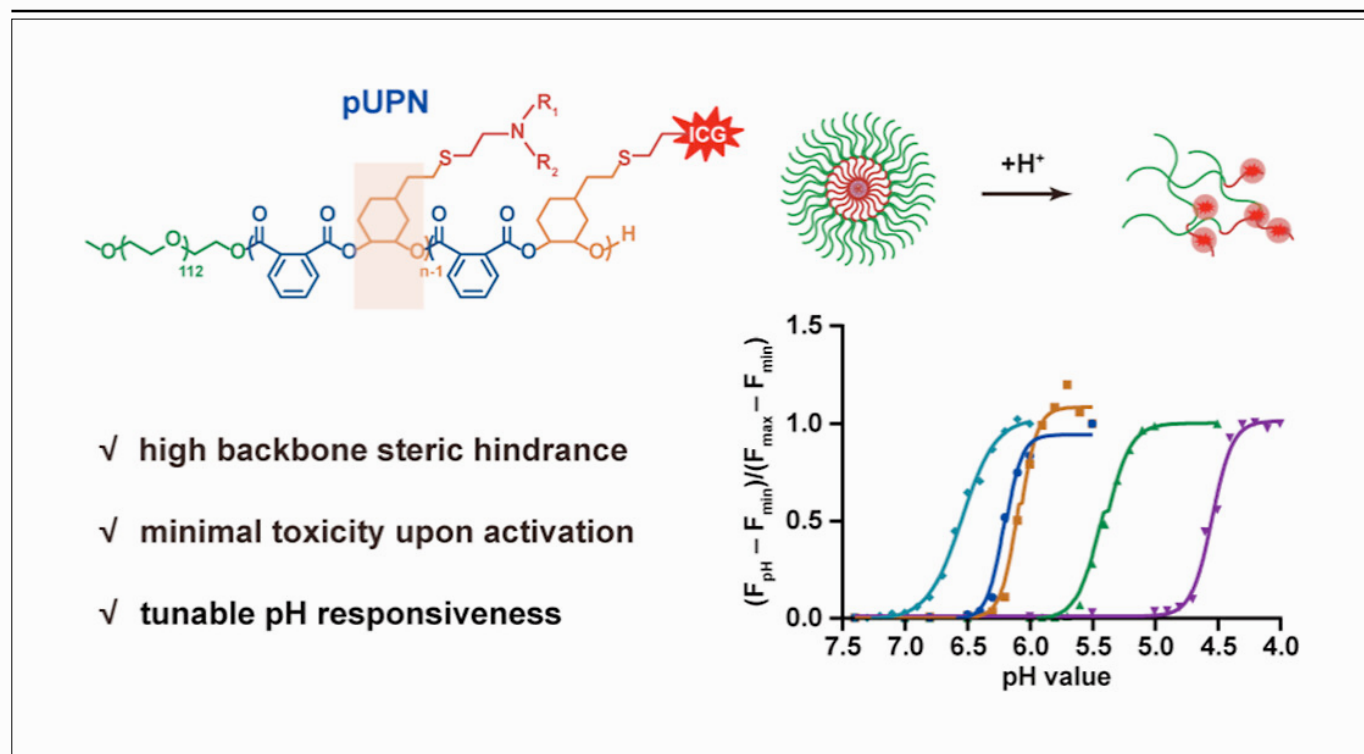 pUPN
R1
N
R2
S
ICG
S
O
O
O
O
O
O
112
O
O
O
n-1
O
O
H
+H+
√ high backbone steric hindrance
√ minimal toxicity upon activation
√ tunable pH responsiveness
(FpH – Fmin)/(Fmax – Fmin)
1.5
1.0
0.5
0.0
7.5 7.0 6.5 6.0 5.5 5.0 4.5 4.0
pH value